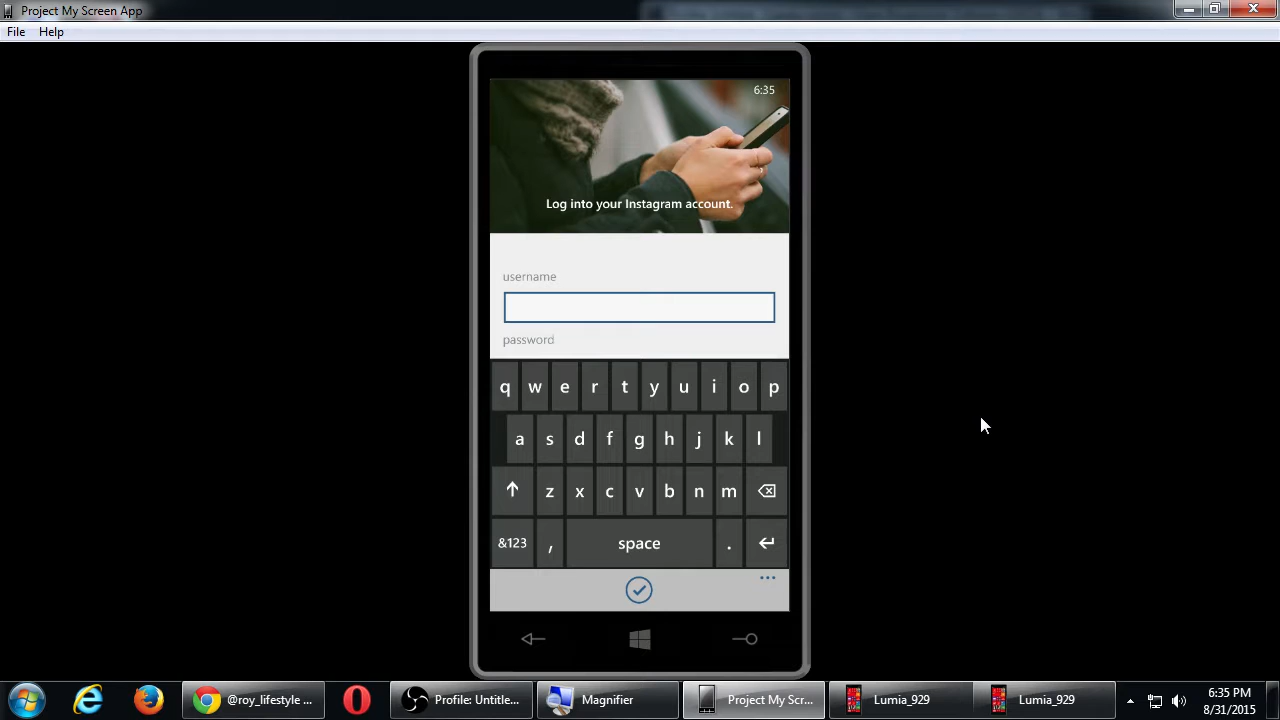 Project My Screen App
File Help
6:35
Log into your Instagram account.
username
password
q w e r t y u i o p
a s d f g h j k l
z x c v b n m
&123 , space .
@roy_lifestyle ...
Profile: Untitle...
Magnifier
Project My Scr...
Lumia_929
Lumia_929
6:35 PM
8/31/2015